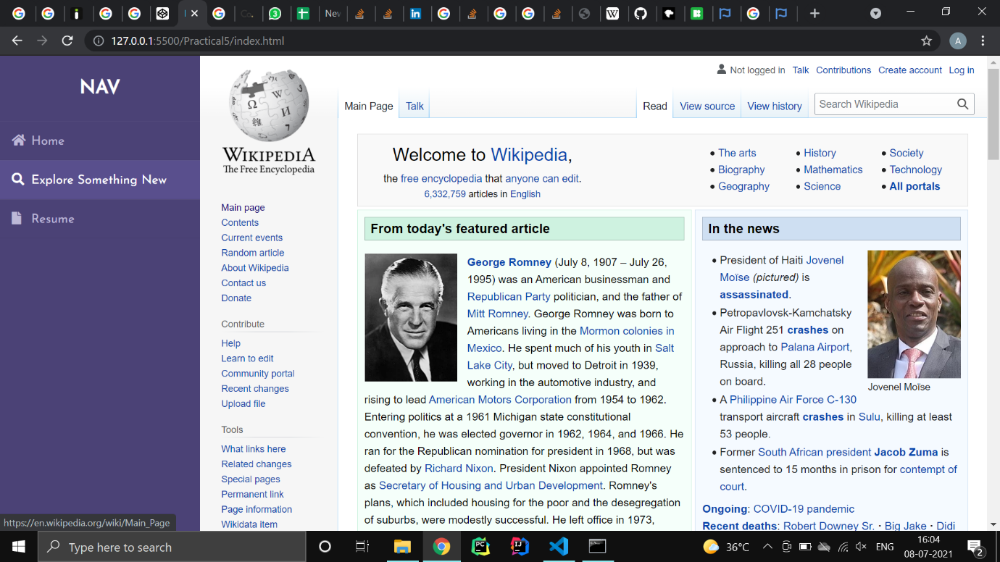 Co.
3
New
127.0.0.1:5500/Practical5/index.html
A
NAV
Home
Explore Something New
Resume
https://en.wikipedia.org/wiki/Main_Page
WIKIPEDIA
The Free Encyclopedia
Main page
Contents
Current events
Random article
About Wikipedia
Contact us
Donate
Contribute
Help
Learn to edit
Community portal
Recent changes
Upload file
Tools
What links here
Related changes
Special pages
Permanent link
Page information
Wikidata item
Not logged in Talk Contributions Create account Log in
Main Page Talk Read View source View history Search Wikipedia
Welcome to Wikipedia,
the free encyclopedia that anyone can edit.
6,332,759 articles in English
• The arts
• Biography
• Geography
• History
• Mathematics
• Science
• Society
• Technology
• All portals
From today's featured article
George Romney (July 8, 1907 – July 26,
1995) was an American businessman and
Republican Party politician, and the father of
Mitt Romney. George Romney was born to
Americans living in the Mormon colonies in
Mexico. He spent much of his youth in Salt
Lake City, but moved to Detroit in 1939,
working in the automotive industry, and
rising to lead American Motors Corporation from 1954 to 1962.
Entering politics at a 1961 Michigan state constitutional
convention, he was elected governor in 1962, 1964, and 1966. He
ran for the Republican nomination for president in 1968, but was
defeated by Richard Nixon. President Nixon appointed Romney
as Secretary of Housing and Urban Development. Romney's
plans, which included housing for the poor and the desegregation
of suburbs, were modestly successful. He left office in 1973,
In the news
• President of Haiti Jovenel
Moïse (pictured) is
assassinated.
• Petropavlovsk-Kamchatsky
Air Flight 251 crashes on
approach to Palana Airport,
Russia, killing all 28 people
on board.
Jovenel Moïse
• A Philippine Air Force C-130
transport aircraft crashes in Sulu, killing at least
53 people.
• Former South African president Jacob Zuma is
sentenced to 15 months in prison for contempt of
court.
Ongoing: COVID-19 pandemic
Recent deaths: Robert Downey Sr. · Big Jake · Didi
Type here to search
36°C
ENG
16:04
08-07-2021
2